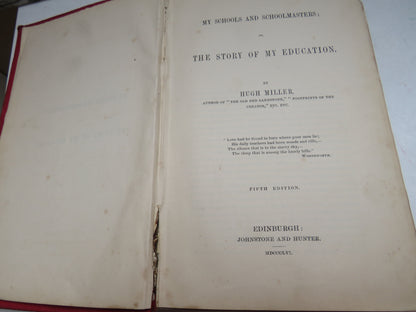 MY SCHOOLS AND SCHOOLMASTERS;
OR
THE STORY OF MY EDUCATION.
BY
HUGH MILLER,
AUTHOR OF "THE OLD RED SANDSTONE," "FOOTPRINTS OF THE
CREATOR," ETC. ETC.
"Love had he found in huts where poor men lie;
His daily teachers had been woods and rills,—
The silence that is in the starry sky,—
The sleep that is among the lonely hills."
WORDSWORTH.
FIFTH EDITION.
EDINBURGH:
JOHNSTONE AND HUNTER.
MDCCCLVI.